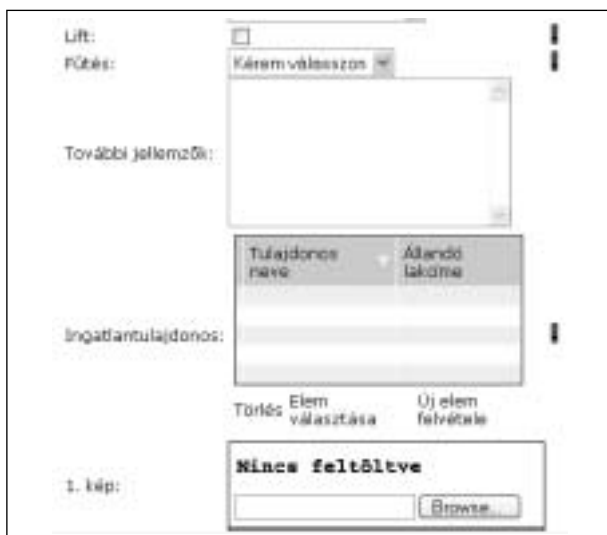 Lift:
Fűtés: Kérem válasszon
További jellemzők:
Tulajdonos neve Állandó lakcíme
Ingatlantulajdonos:
Törlés Elem választása Új elem felvétele
Nincs feltöltve
1. kép: Browse...